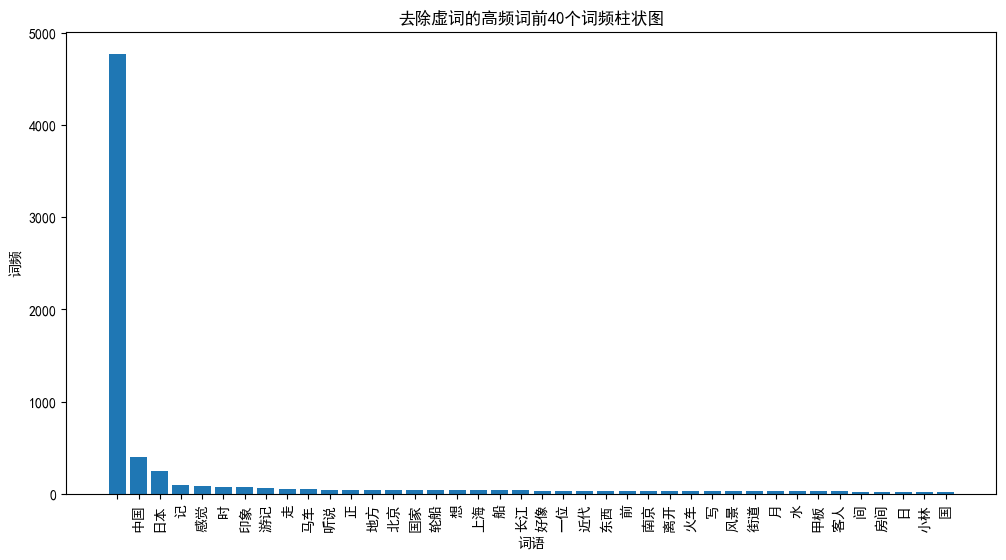 去除虚词的高频词前40个词频柱状图
词频
5000
4000
3000
2000
1000
0
中国
日本
记
感觉
时
印象
游记
走
马车
听说
正
地方
北京
国家
轮船
想
上海
船
长江
好像
一位
近代
东西
前
南京
离开
火车
写
风景
街道
月
水
甲板
客人
间
房间
日
小林
国
词语